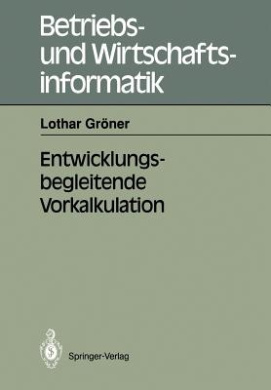 Betriebs-
und Wirtschafts-
informatik
Lothar Gröner
Entwicklungs-
begleitende
Vorkalkulation
Springer-Verlag